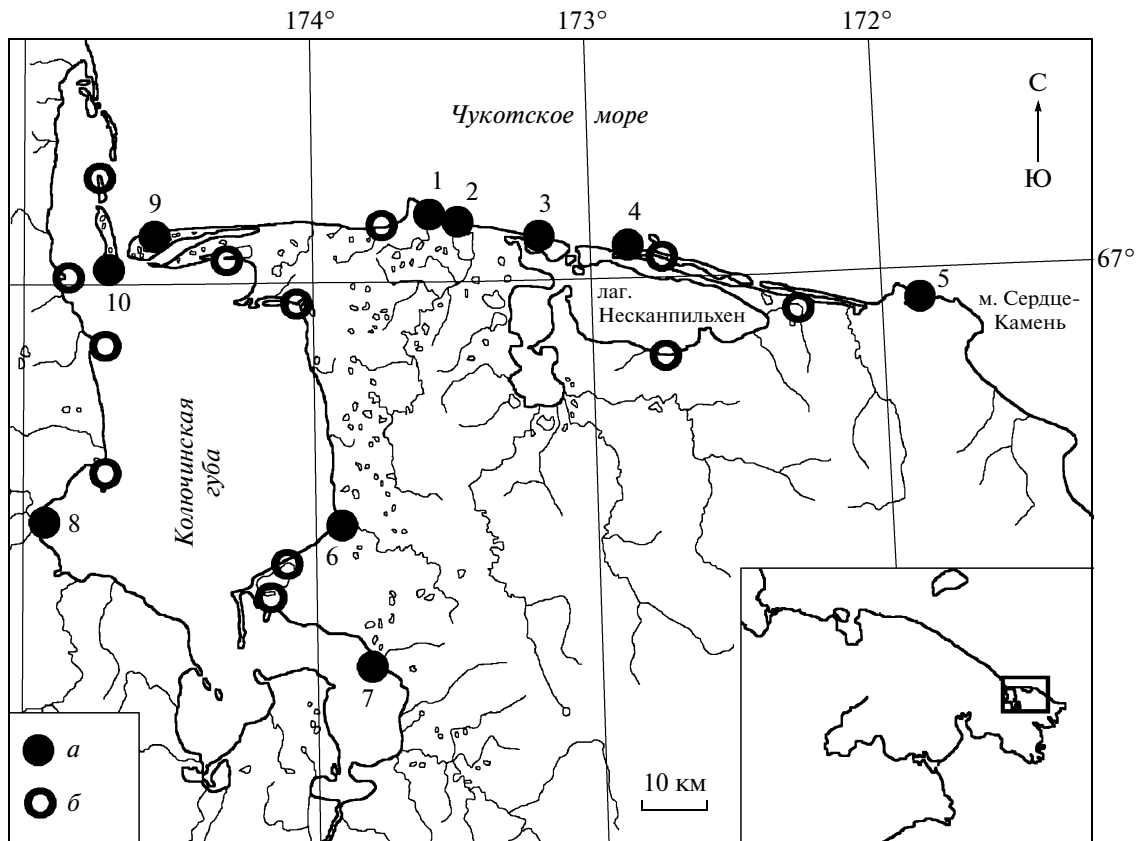 174°
173°
172°
Чукотское море
С
Ю
1
2
3
4
5
9
10
67°
лаг.
Несканпильхен
м. Сердце-
Камень
Колючинская
губа
8
6
7
а
б
10 км